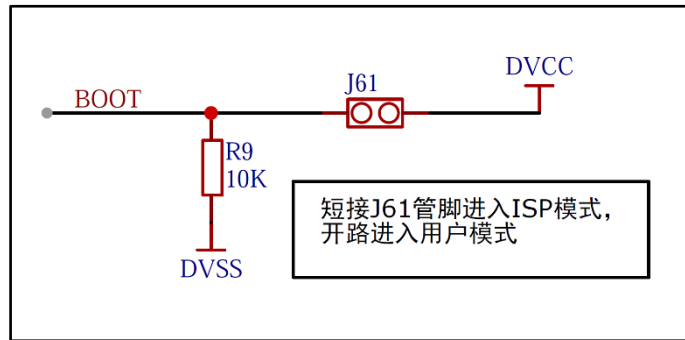 DVCC
J61
BOOT
R9
10K
短接J61管脚进入ISP模式，
开路进入用户模式
DVSS